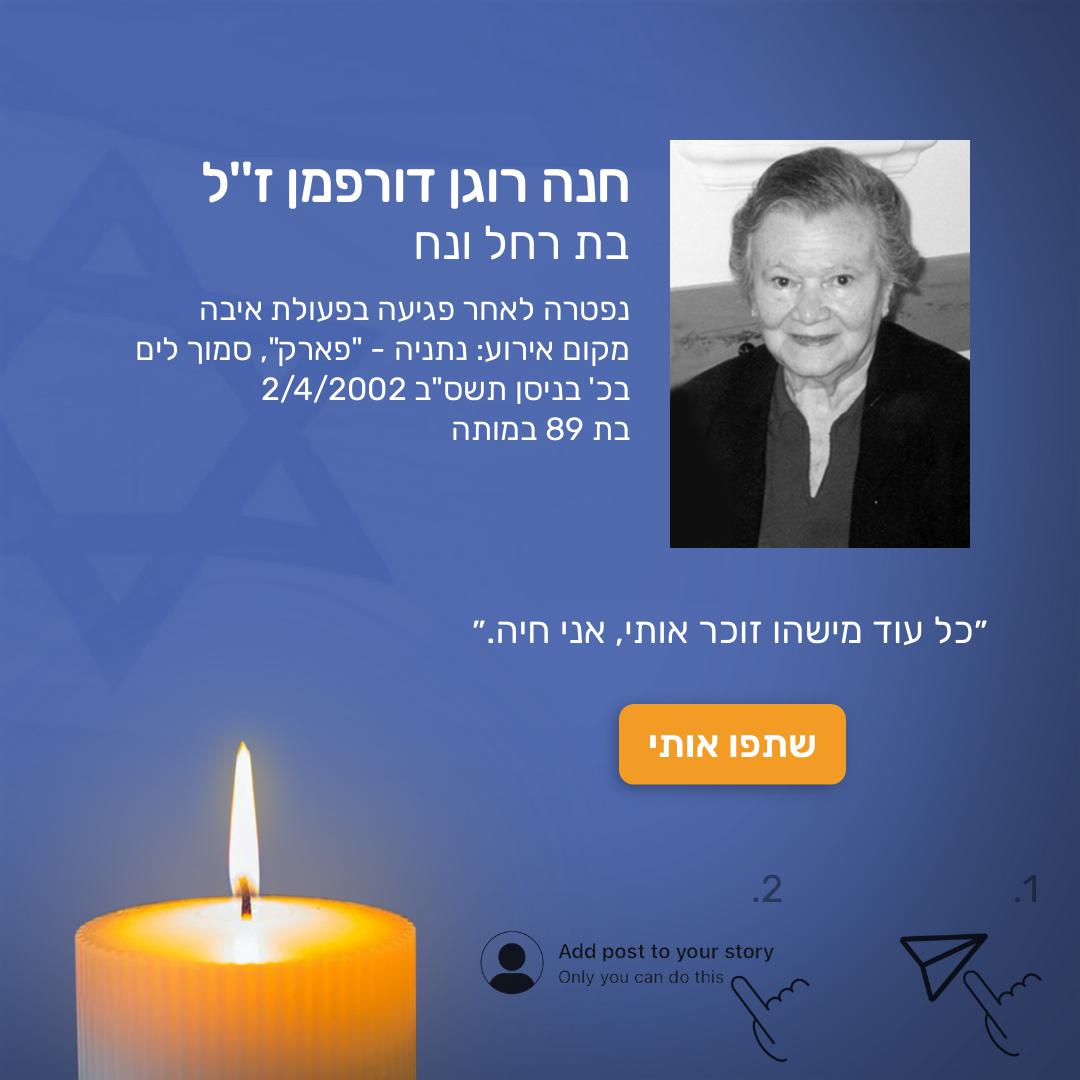 חנה רוגן דורפמן ז"ל
בת רחל ונח
נפטרה לאחר פגיעה בפעולת איבה
מקום אירוע: נתניה - "פארק", סמוך לים
בכ' בניסן תשס"ב 2/4/2002
בת 89 במותה
״כל עוד מישהו זוכר אותי, אני חיה.״
שתפו אותי
1.
2.
Add post to your story
Only you can do this